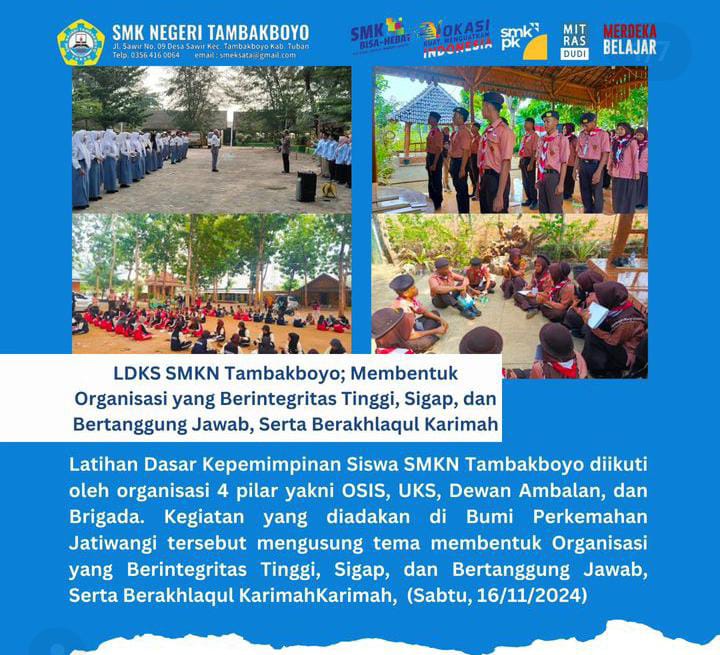 SMK NEGERI TAMBAKBOYO
Jl. Sawir No. 09 Desa Sawir Kec. Tambakboyo Kab. Tuban
Telp. 0356 416 0064 email : smeksata@gmail.com
SMK
BISA-HEBAT
VOKASI
KUAT MENGUATKAN
INDONESIA
smk
pk
MIT
RAS
DUDI
MERDEKA
BELAJAR
LDKS SMKN Tambakboyo; Membentuk
Organisasi yang Berintegritas Tinggi, Sigap, dan
Bertanggung Jawab, Serta Berakhlaqul Karimah
Latihan Dasar Kepemimpinan Siswa SMKN Tambakboyo diikuti
oleh organisasi 4 pilar yakni OSIS, UKS, Dewan Ambalan, dan
Brigada. Kegiatan yang diadakan di Bumi Perkemahan
Jatiwangi tersebut mengusung tema membentuk Organisasi
yang Berintegritas Tinggi, Sigap, dan Bertanggung Jawab,
Serta Berakhlaqul KarimahKarimah, (Sabtu, 16/11/2024)